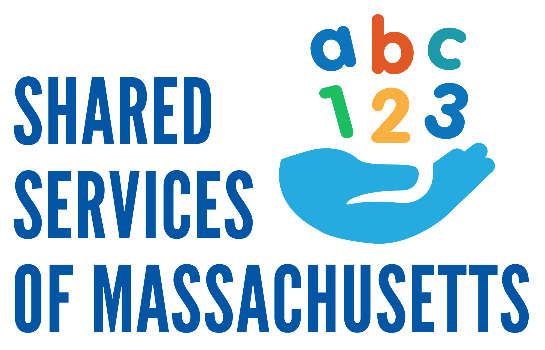 abc
123
SHARED
SERVICES
OF MASSACHUSETTS